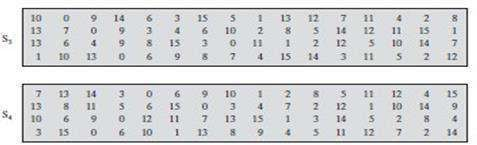 10 0 9 14 6 3 15 5 1 13 12 7 11 4 2 8
13 7 0 9 3 4 6 10 2 8 5 14 12 11 15 1
S₃
13 6 4 9 8 15 3 0 11 1 2 12 5 10 14 7
1 10 13 0 6 9 8 7 4 15 14 3 11 5 2 12
7 13 14 3 0 6 9 10 1 2 8 5 11 12 4 15
13 8 11 5 6 15 0 3 4 7 2 12 1 10 14 9
S₄
10 6 9 0 12 11 7 13 15 1 3 14 5 2 8 4
3 15 0 6 10 1 13 8 9 4 5 11 12 7 2 14